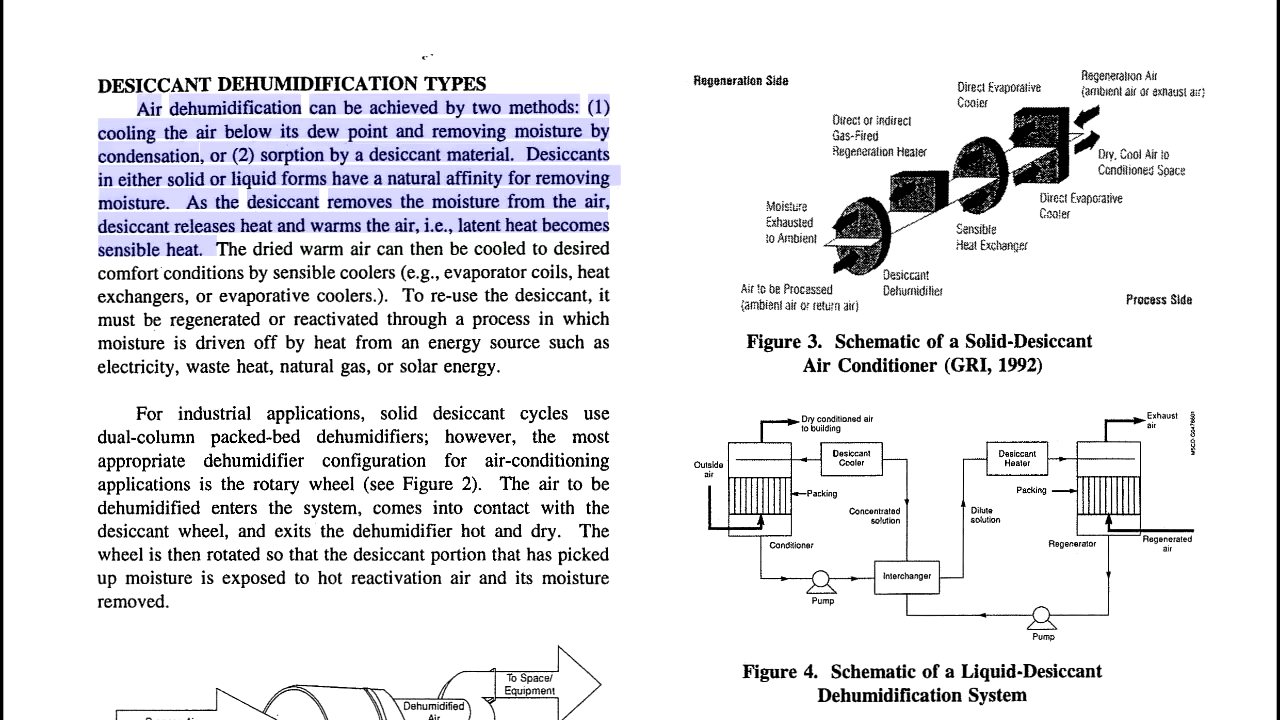 DESICCANT DEHUMIDIFICATION TYPES
Air dehumidification can be achieved by two methods: (1)
cooling the air below its dew point and removing moisture by
condensation, or (2) sorption by a desiccant material. Desiccants
in either solid or liquid forms have a natural affinity for removing
moisture. As the desiccant removes the moisture from the air,
desiccant releases heat and warms the air, i.e., latent heat becomes
sensible heat. The dried warm air can then be cooled to desired
comfort conditions by sensible coolers (e.g., evaporator coils, heat
exchangers, or evaporative coolers.). To re-use the desiccant, it
must be regenerated or reactivated through a process in which
moisture is driven off by heat from an energy source such as
electricity, waste heat, natural gas, or solar energy.
For industrial applications, solid desiccant cycles use
dual-column packed-bed dehumidifiers; however, the most
appropriate dehumidifier configuration for air-conditioning
applications is the rotary wheel (see Figure 2). The air to be
dehumidified enters the system, comes into contact with the
desiccant wheel, and exits the dehumidifier hot and dry. The
wheel is then rotated so that the desiccant portion that has picked
up moisture is exposed to hot reactivation air and its moisture
removed.
To Space/
Equipment
Dehumidified
Air
Regeneration Side
Direct Evaporative
Cooler
Regeneration Air
(ambient air or exhaust air)
Direct or Indirect
Gas-Fired
Regeneration Heater
Dry, Cool Air to
Conditioned Space
Direct Evaporative
Cooler
Moisture
Exhausted
to Ambient
Sensible
Heat Exchanger
Desiccant
Dehumidifier
Air to be Processed
(ambient air or return air)
Process Side
Figure 3. Schematic of a Solid-Desiccant
Air Conditioner (GRI, 1992)
Dry conditioned air
to building
Exhaust
air
Outside
air
Desiccant
Cooler
Desiccant
Heater
Packing
Packing
Concentrated
solution
Dilute
solution
Conditioner
Regenerator
Regenerated
air
Interchanger
Pump
Pump
Figure 4. Schematic of a Liquid-Desiccant
Dehumidification System